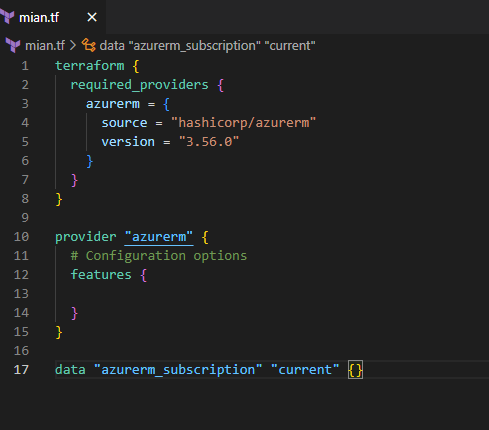 mian.tf ×
mian.tf > data "azurerm_subscription" "current"
1 terraform {
2   required_providers {
3     azurerm = {
4       source = "hashicorp/azurerm"
5       version = "3.56.0"
6     }
7   }
8 }
9
10 provider "azurerm" {
11   # Configuration options
12   features {
13
14   }
15 }
16
17 data "azurerm_subscription" "current" {}